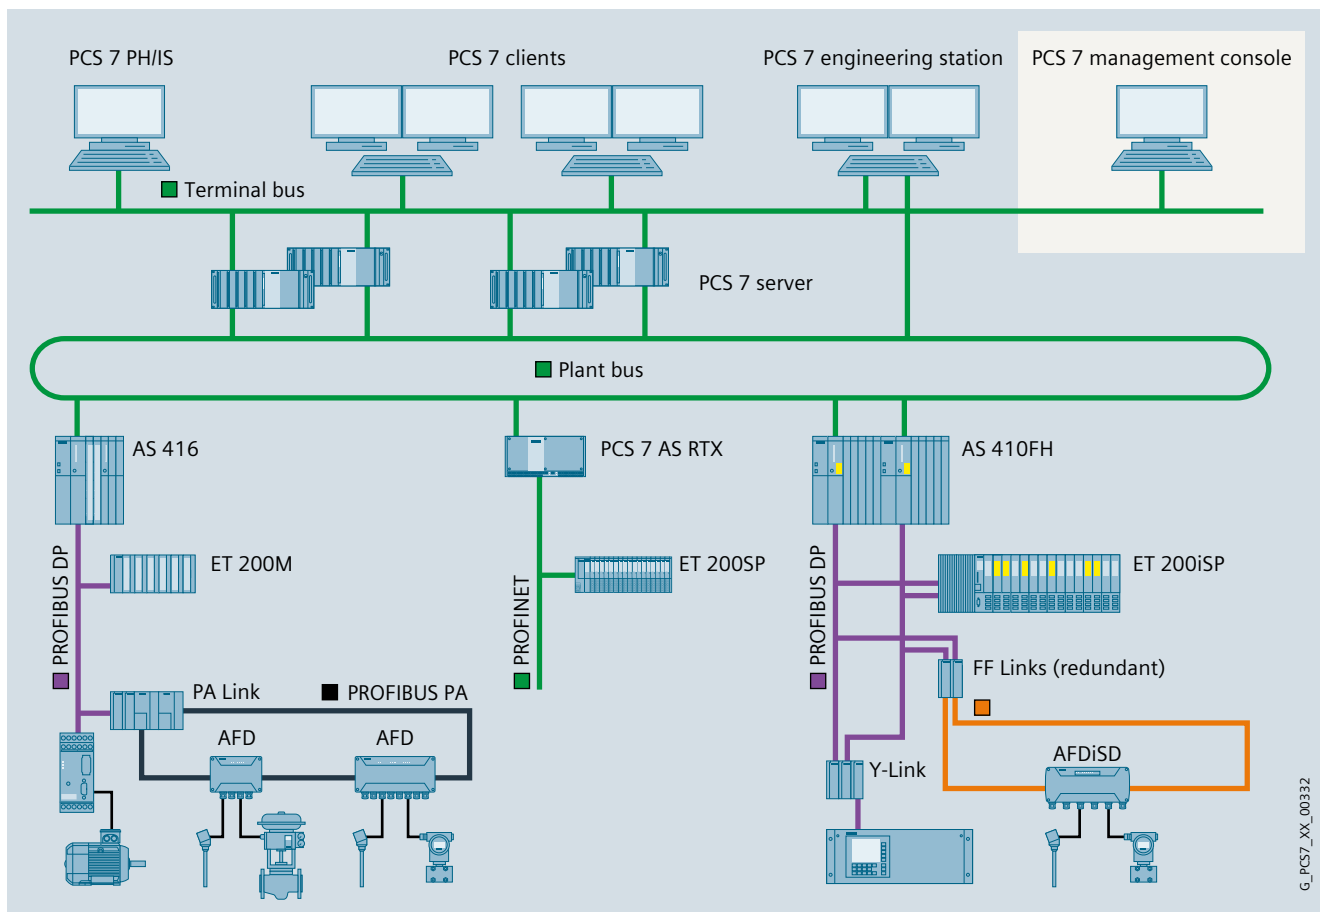 PCS 7 PH/IS
PCS 7 clients
PCS 7 engineering station
PCS 7 management console
Terminal bus
PCS 7 server
Plant bus
AS 416
PCS 7 AS RTX
AS 410FH
PROFIBUS DP
ET 200M
PROFINET
ET 200SP
PROFIBUS DP
ET 200iSP
PA Link
PROFIBUS PA
FF Links (redundant)
AFD
AFD
Y-Link
AFDiSD
G_PCS7_XX_00332